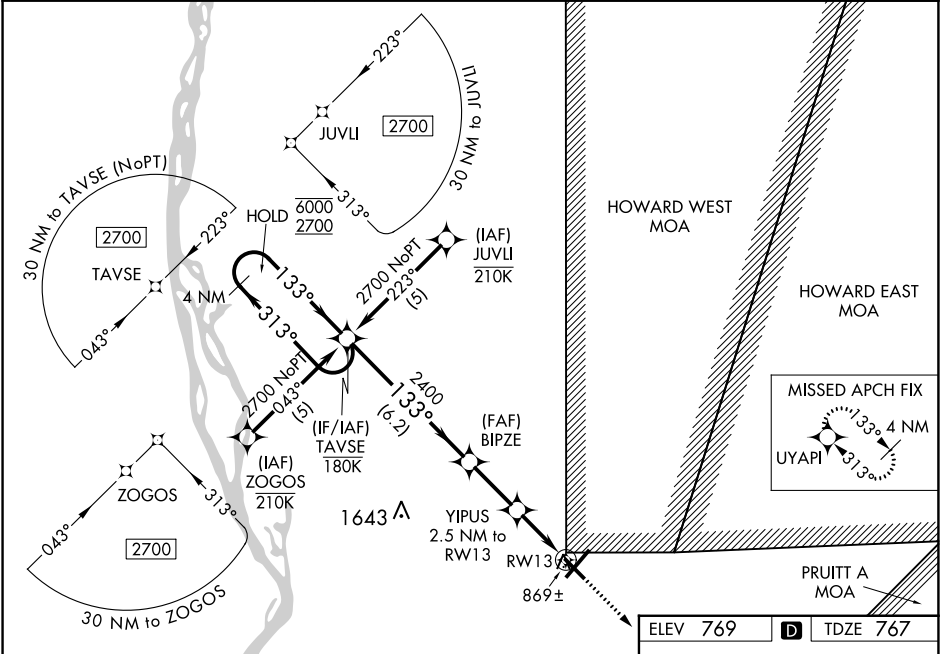 223°
JUVLI
2700
313°
30 NM to JUVLI
30 NM to TAVSE (NoPT)
2700
223°
TAVSE
043°
HOLD
6000
2700
4 NM
133°
313°
(IAF)
JUVLI
210K
2700 NoPT
223°
(5)
2700 NoPT
043°
(5)
(IAF)
ZOGOS
210K
(IF/IAF)
TAVSE
180K
2400
133°
(6.2)
(FAF)
BIPZE
YIPUS
2.5 NM to
RW13
RW13
869±
1643
ZOGOS
043°
313°
2700
30 NM to ZOGOS
HOWARD WEST
MOA
HOWARD EAST
MOA
MISSED APCH FIX
133°
4 NM
UYAPI
313°
PRUITT A
MOA
ELEV 769
D
TDZE 767